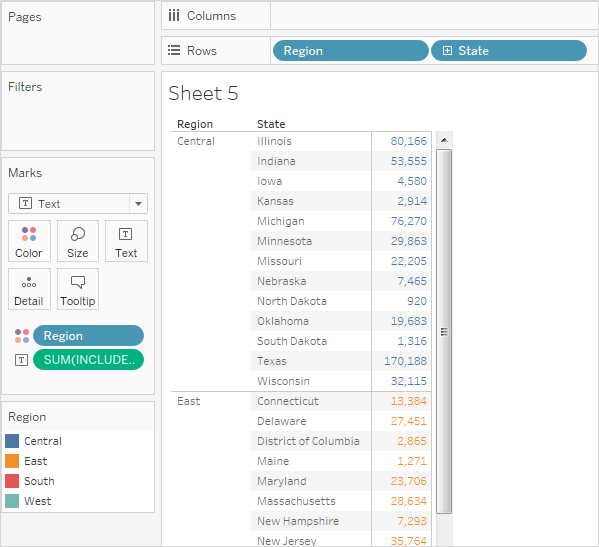 Pages
Columns
Rows Region State
Filters
Sheet 5
Region State
Marks
Text
Color Size Text
Detail Tooltip
Region
SUM(INCLUDE..
Region
Central
East
South
West
Central Illinois 80,166
Indiana 53,555
Iowa 4,580
Kansas 2,914
Michigan 76,270
Minnesota 29,863
Missouri 22,205
Nebraska 7,465
North Dakota 920
Oklahoma 19,683
South Dakota 1,316
Texas 170,188
Wisconsin 32,115
East Connecticut 13,384
Delaware 27,451
District of Columbia 2,865
Maine 1,271
Maryland 23,706
Massachusetts 28,634
New Hampshire 7,293
New Jersey 35,764